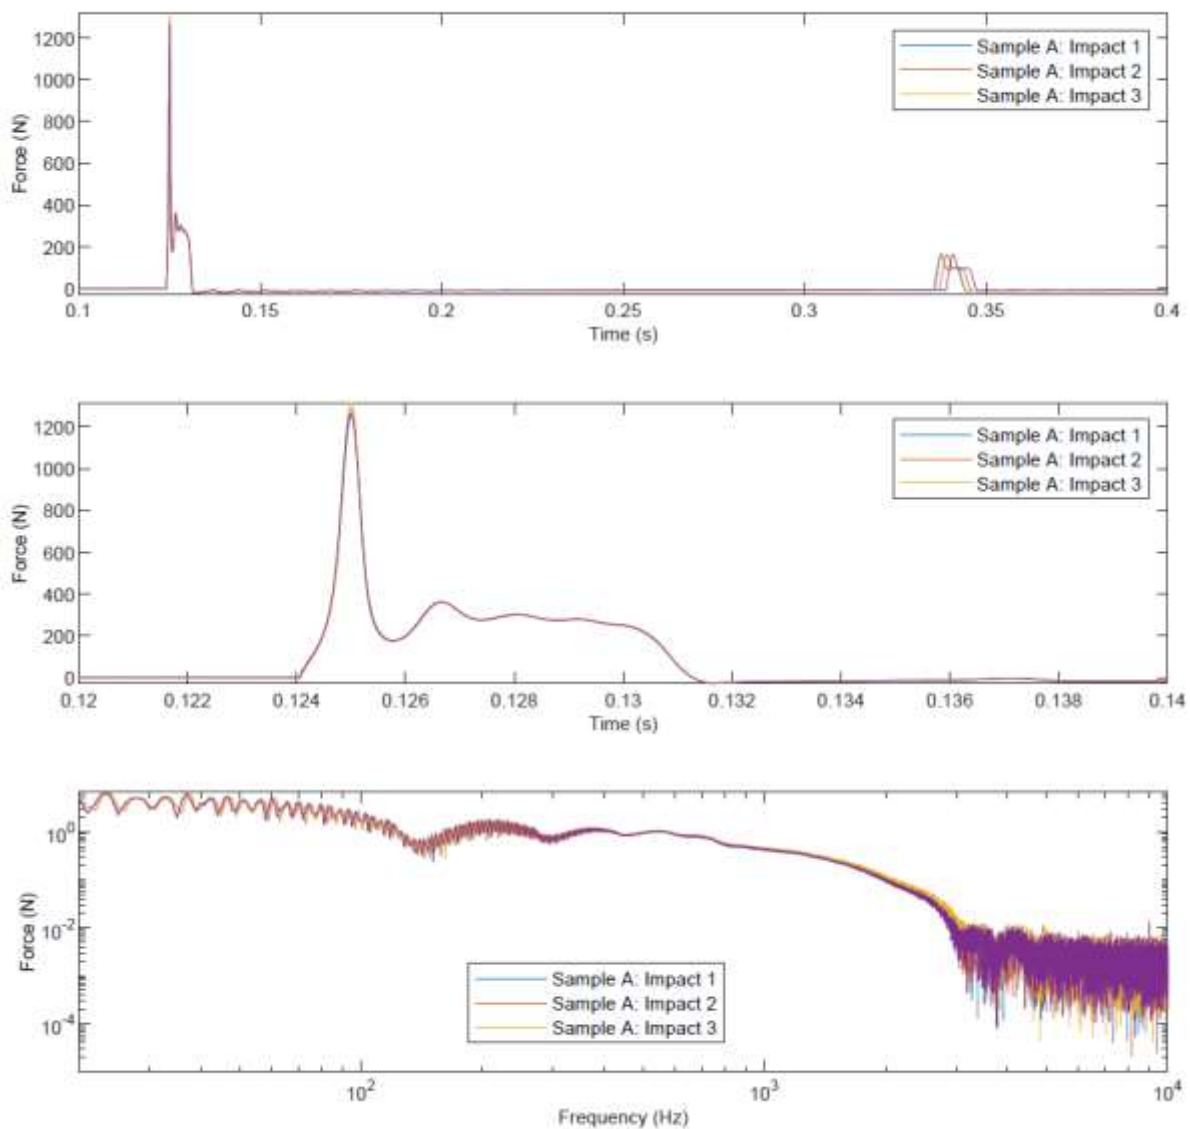 1200
1000
800
600
400
200
0
Force (N)
Sample A: Impact 1
Sample A: Impact 2
Sample A: Impact 3
0.1 0.15 0.2 0.25 0.3 0.35 0.4
Time (s)
1200
1000
800
600
400
200
0
Force (N)
Sample A: Impact 1
Sample A: Impact 2
Sample A: Impact 3
0.12 0.122 0.124 0.126 0.128 0.13 0.132 0.134 0.136 0.138 0.14
Time (s)
10⁰
10⁻²
10⁻⁴
Force (N)
Sample A: Impact 1
Sample A: Impact 2
Sample A: Impact 3
10² 10³ 10⁴
Frequency (Hz)